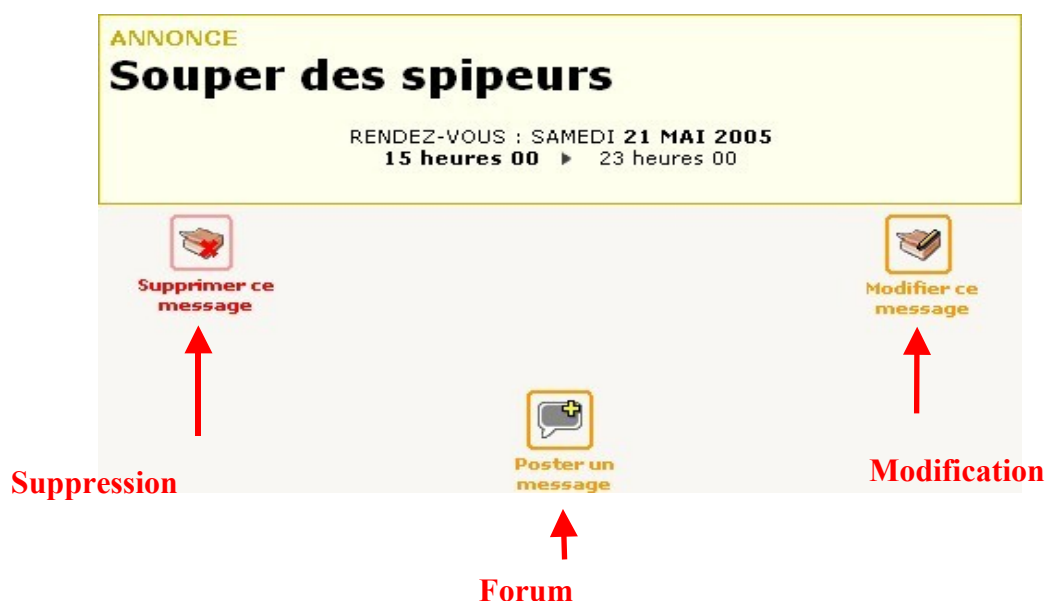 ANNONCE
Souper des spipeurs
RENDEZ-VOUS : SAMEDI 21 MAI 2005
15 heures 00 ▶ 23 heures 00
Supprimer ce
message
Modifier ce
message
Poster un
message
Suppression
Modification
Forum